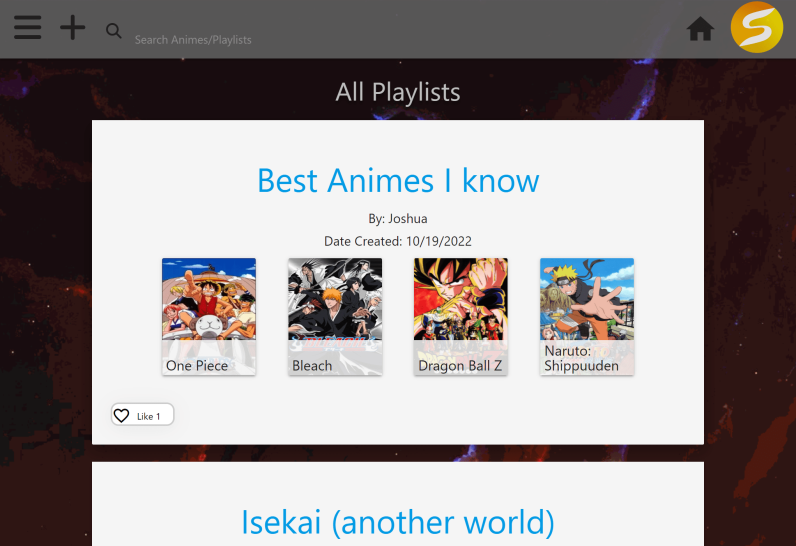 Search Animes/Playlists
All Playlists
Best Animes I know
By: Joshua
Date Created: 10/19/2022
One Piece
Bleach
Dragon Ball Z
Naruto:
Shippuuden
Like 1
Isekai (another world)